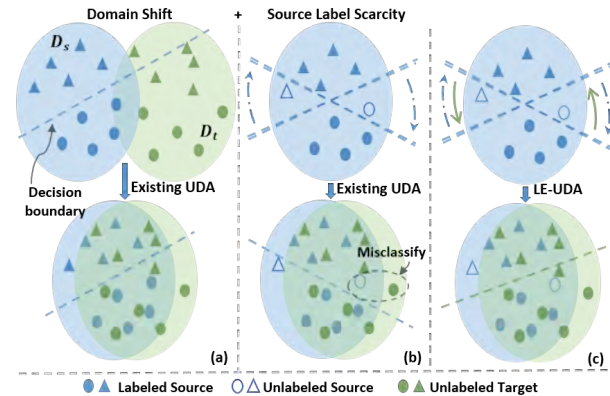 Domain Shift + Source Label Scarcity
Ds
Dt
Decision
boundary
Existing UDA
Existing UDA
LE-UDA
Misclassify
(a)
(b)
(c)
Labeled Source
Unlabeled Source
Unlabeled Target